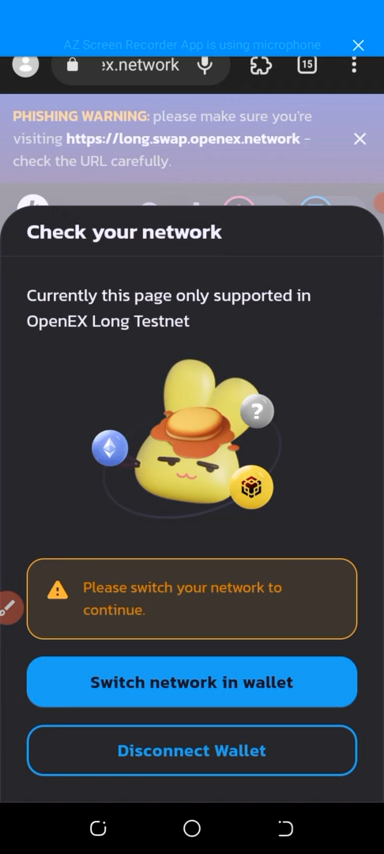 AZ Screen Recorder App is using microphone
ex.network
15
PHISHING WARNING: please make sure you're
visiting https://long.swap.openex.network -
check the URL carefully.
Check your network
Currently this page only supported in
OpenEX Long Testnet
?
Please switch your network to
continue.
Switch network in wallet
Disconnect Wallet